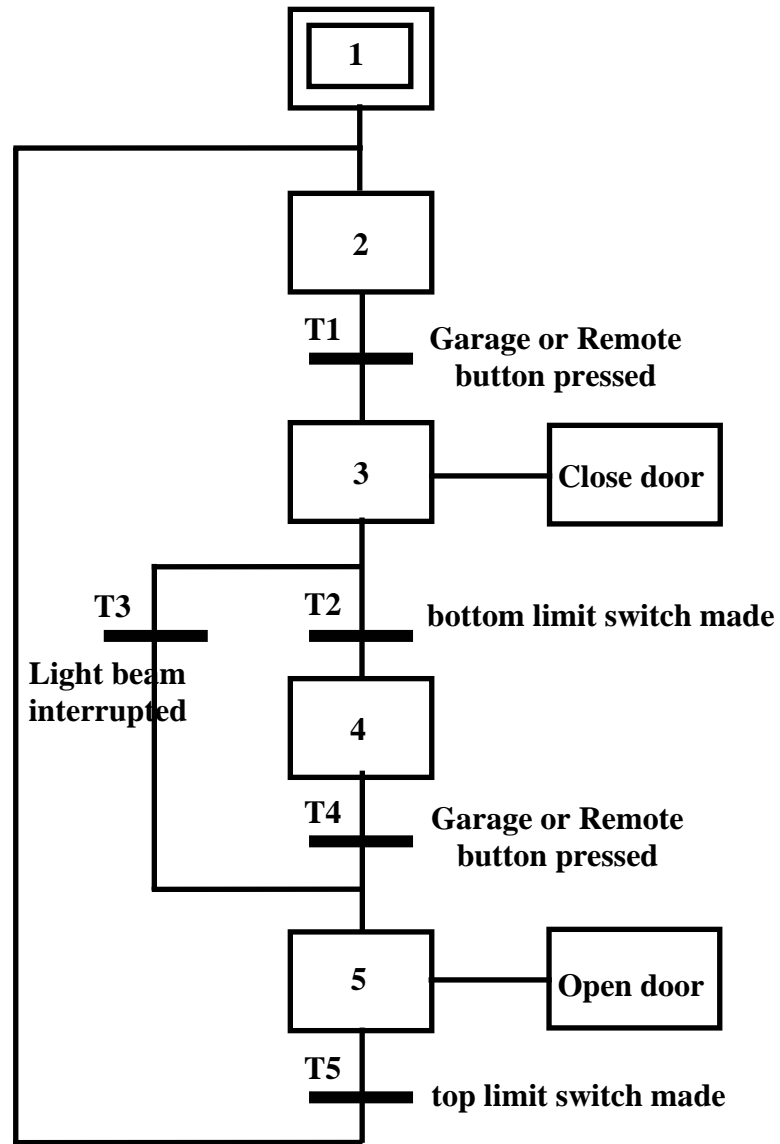 1
2
T1
Garage or Remote
button pressed
3
Close door
T3
T2
bottom limit switch made
Light beam
interrupted
4
T4
Garage or Remote
button pressed
5
Open door
T5
top limit switch made